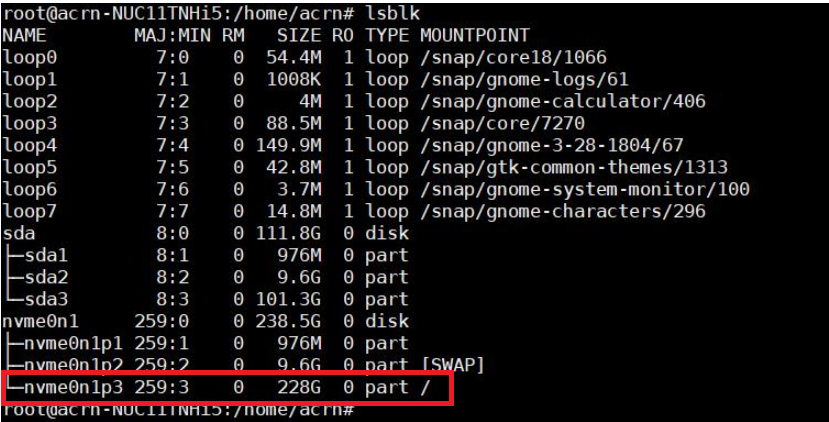 root@acrn-NUC11TNHi5:/home/acrn# lsblk
NAME        MAJ:MIN RM   SIZE RO TYPE MOUNTPOINT
loop0         7:0    0  54.4M  1 loop /snap/core18/1066
loop1         7:1    0  1008K  1 loop /snap/gnome-logs/61
loop2         7:2    0     4M  1 loop /snap/gnome-calculator/406
loop3         7:3    0  88.5M  1 loop /snap/core/7270
loop4         7:4    0 149.9M  1 loop /snap/gnome-3-28-1804/67
loop5         7:5    0  42.8M  1 loop /snap/gtk-common-themes/1313
loop6         7:6    0   3.7M  1 loop /snap/gnome-system-monitor/100
loop7         7:7    0  14.8M  1 loop /snap/gnome-characters/296
sda           8:0    0 111.8G  0 disk
├─sda1        8:1    0   976M  0 part
├─sda2        8:2    0   9.6G  0 part
└─sda3        8:3    0 101.3G  0 part
nvme0n1     259:0    0 238.5G  0 disk
├─nvme0n1p1 259:1    0   976M  0 part
├─nvme0n1p2 259:2    0   9.6G  0 part [SWAP]
└─nvme0n1p3 259:3    0   228G  0 part /
root@acrn-NUC11TNHi5:/home/acrn#